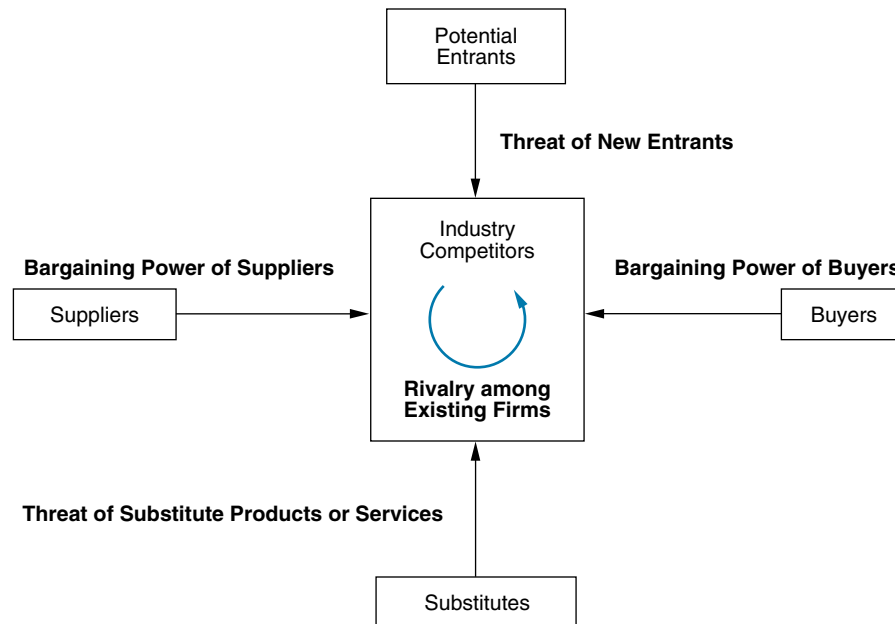 Potential
Entrants
Threat of New Entrants
Industry
Competitors
Bargaining Power of Suppliers
Bargaining Power of Buyers
Suppliers
Buyers
Rivalry among
Existing Firms
Threat of Substitute Products or Services
Substitutes